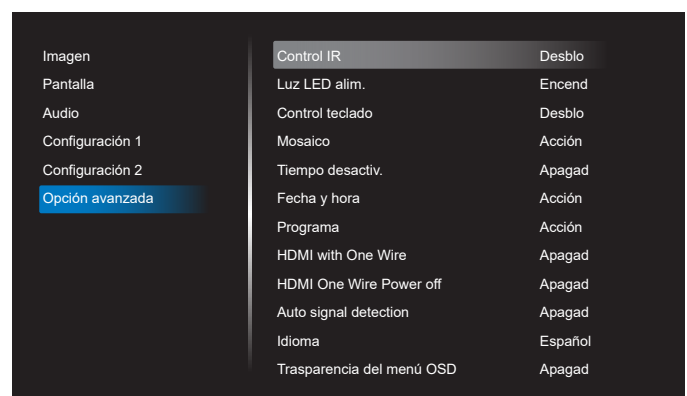 Imagen
Pantalla
Audio
Configuración 1
Configuración 2
Opción avanzada
Control IR Desblo
Luz LED alim. Encend
Control teclado Desblo
Mosaico Acción
Tiempo desactiv. Apagad
Fecha y hora Acción
Programa Acción
HDMI with One Wire Apagad
HDMI One Wire Power off Apagad
Auto signal detection Apagad
Idioma Español
Trasparencia del menú OSD Apagad